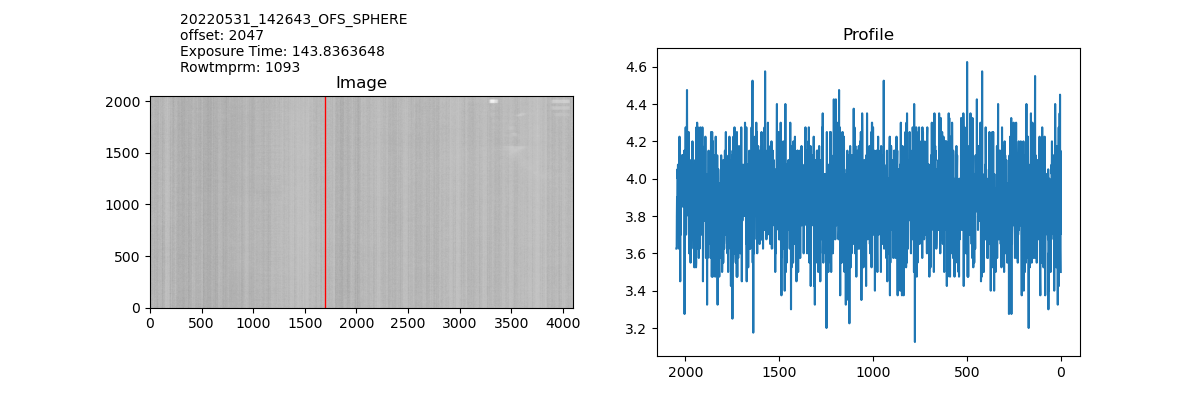 20220531_142643_OFS_SPHERE
offset: 2047
Exposure Time: 143.8363648
Rowtmprm: 1093
Image
2000
1500
1000
500
0
0 500 1000 1500 2000 2500 3000 3500 4000
Profile
4.6
4.4
4.2
4.0
3.8
3.6
3.4
3.2
2000 1500 1000 500 0